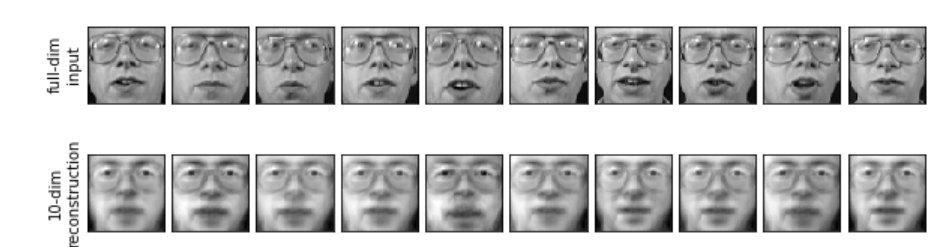 full-dim
input
10-dim
reconstruction